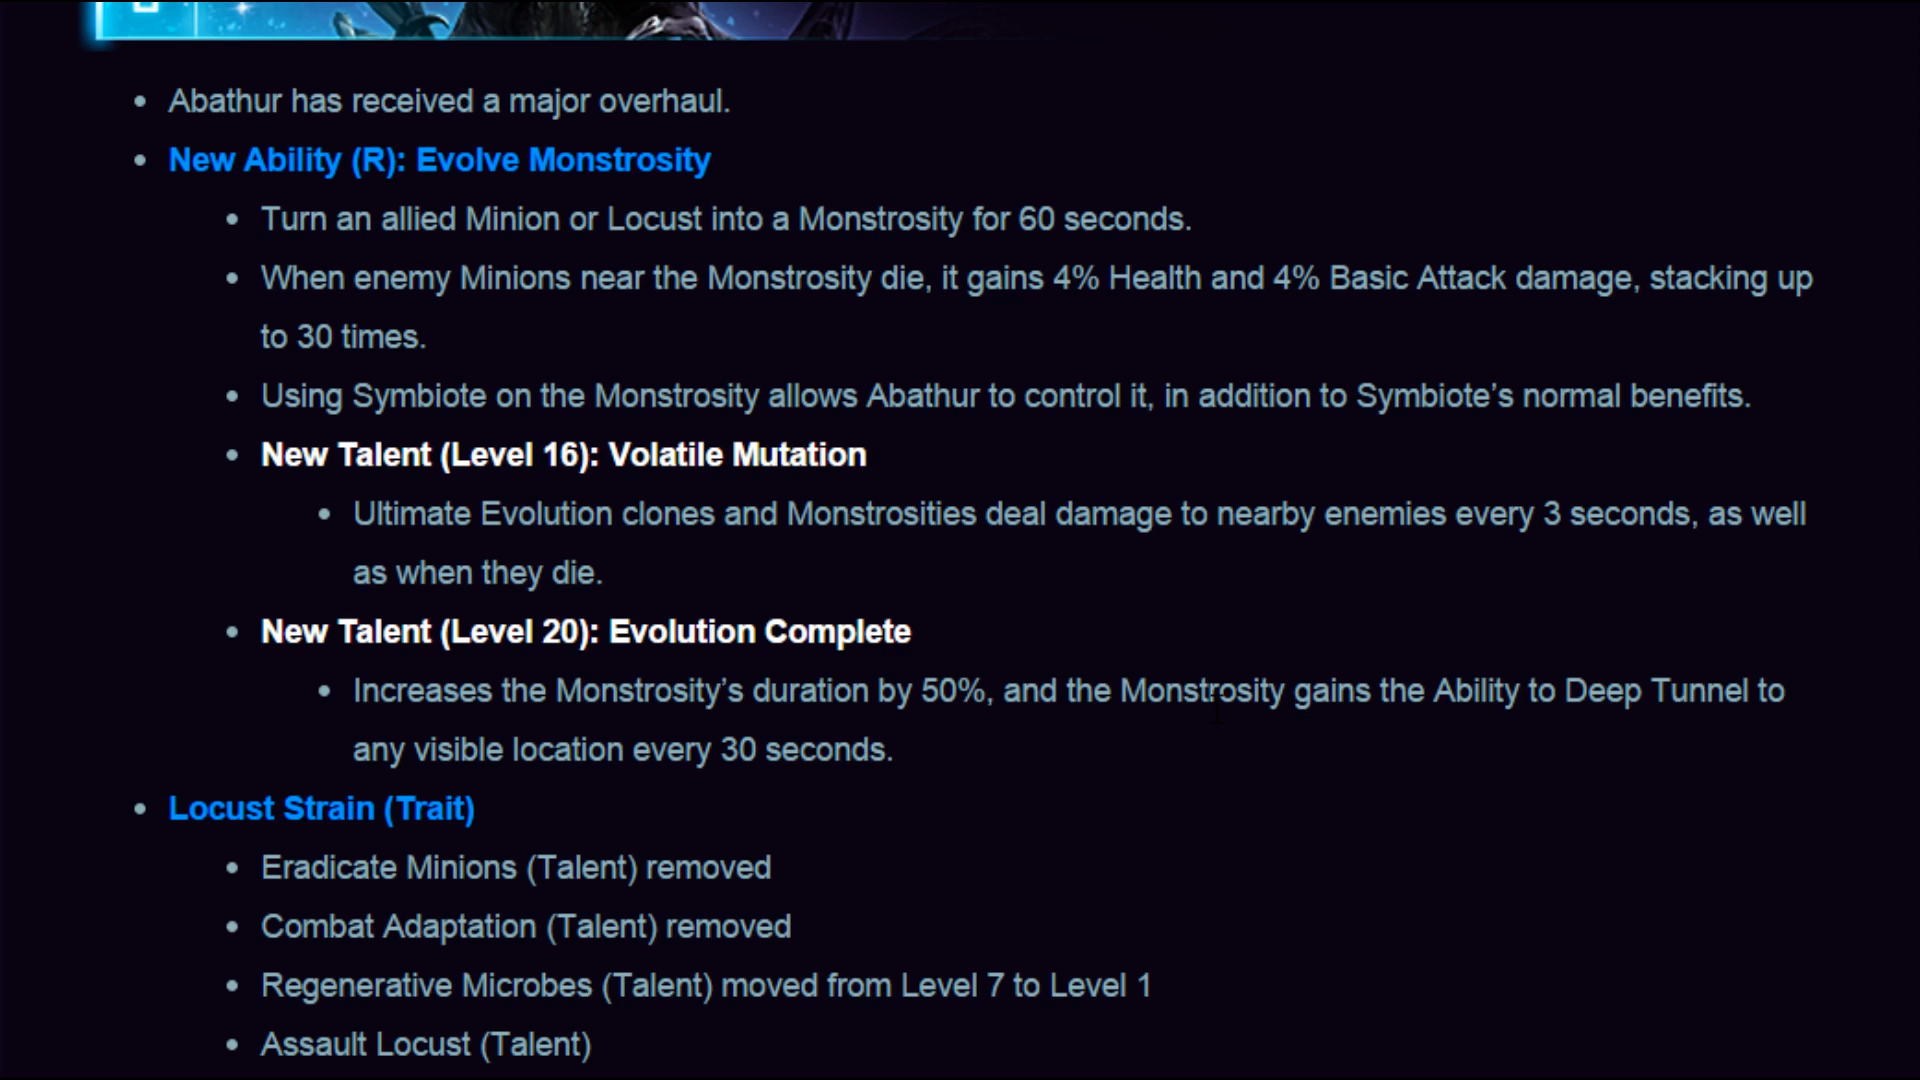 Abathur has received a major overhaul.
New Ability (R): Evolve Monstrosity
Turn an allied Minion or Locust into a Monstrosity for 60 seconds.
When enemy Minions near the Monstrosity die, it gains 4% Health and 4% Basic Attack damage, stacking up
to 30 times.
Using Symbiote on the Monstrosity allows Abathur to control it, in addition to Symbiote’s normal benefits.
New Talent (Level 16): Volatile Mutation
Ultimate Evolution clones and Monstrosities deal damage to nearby enemies every 3 seconds, as well
as when they die.
New Talent (Level 20): Evolution Complete
Increases the Monstrosity’s duration by 50%, and the Monstrosity gains the Ability to Deep Tunnel to
any visible location every 30 seconds.
Locust Strain (Trait)
Eradicate Minions (Talent) removed
Combat Adaptation (Talent) removed
Regenerative Microbes (Talent) moved from Level 7 to Level 1
Assault Locust (Talent)